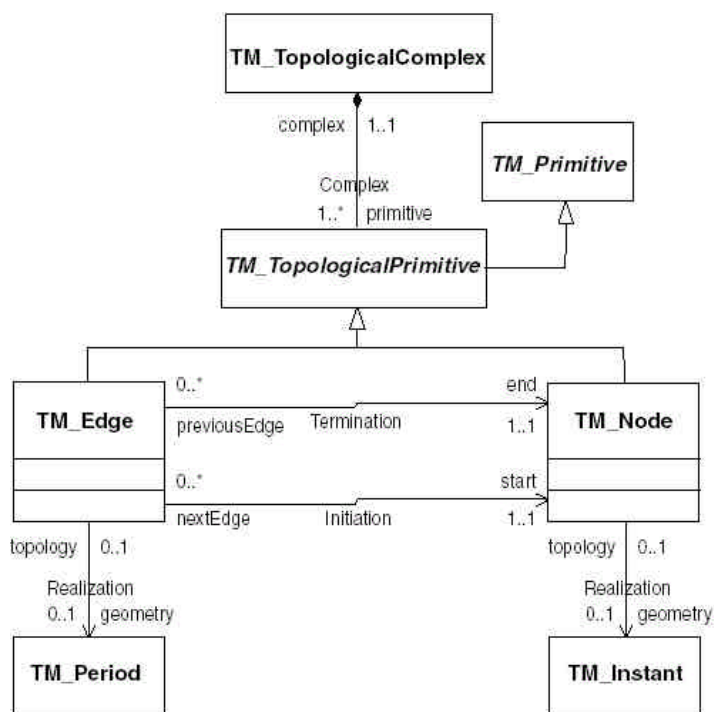 TM_TopologicalComplex
complex 1..1
TM_Primitive
Complex
1..* primitive
TM_TopologicalPrimitive
0..* end
TM_Edge TM_Node
previousEdge Termination 1..1
0..* start
nextEdge Initiation 1..1
topology 0..1 topology 0..1
Realization Realization
0..1 geometry 0..1 geometry
TM_Period TM_Instant